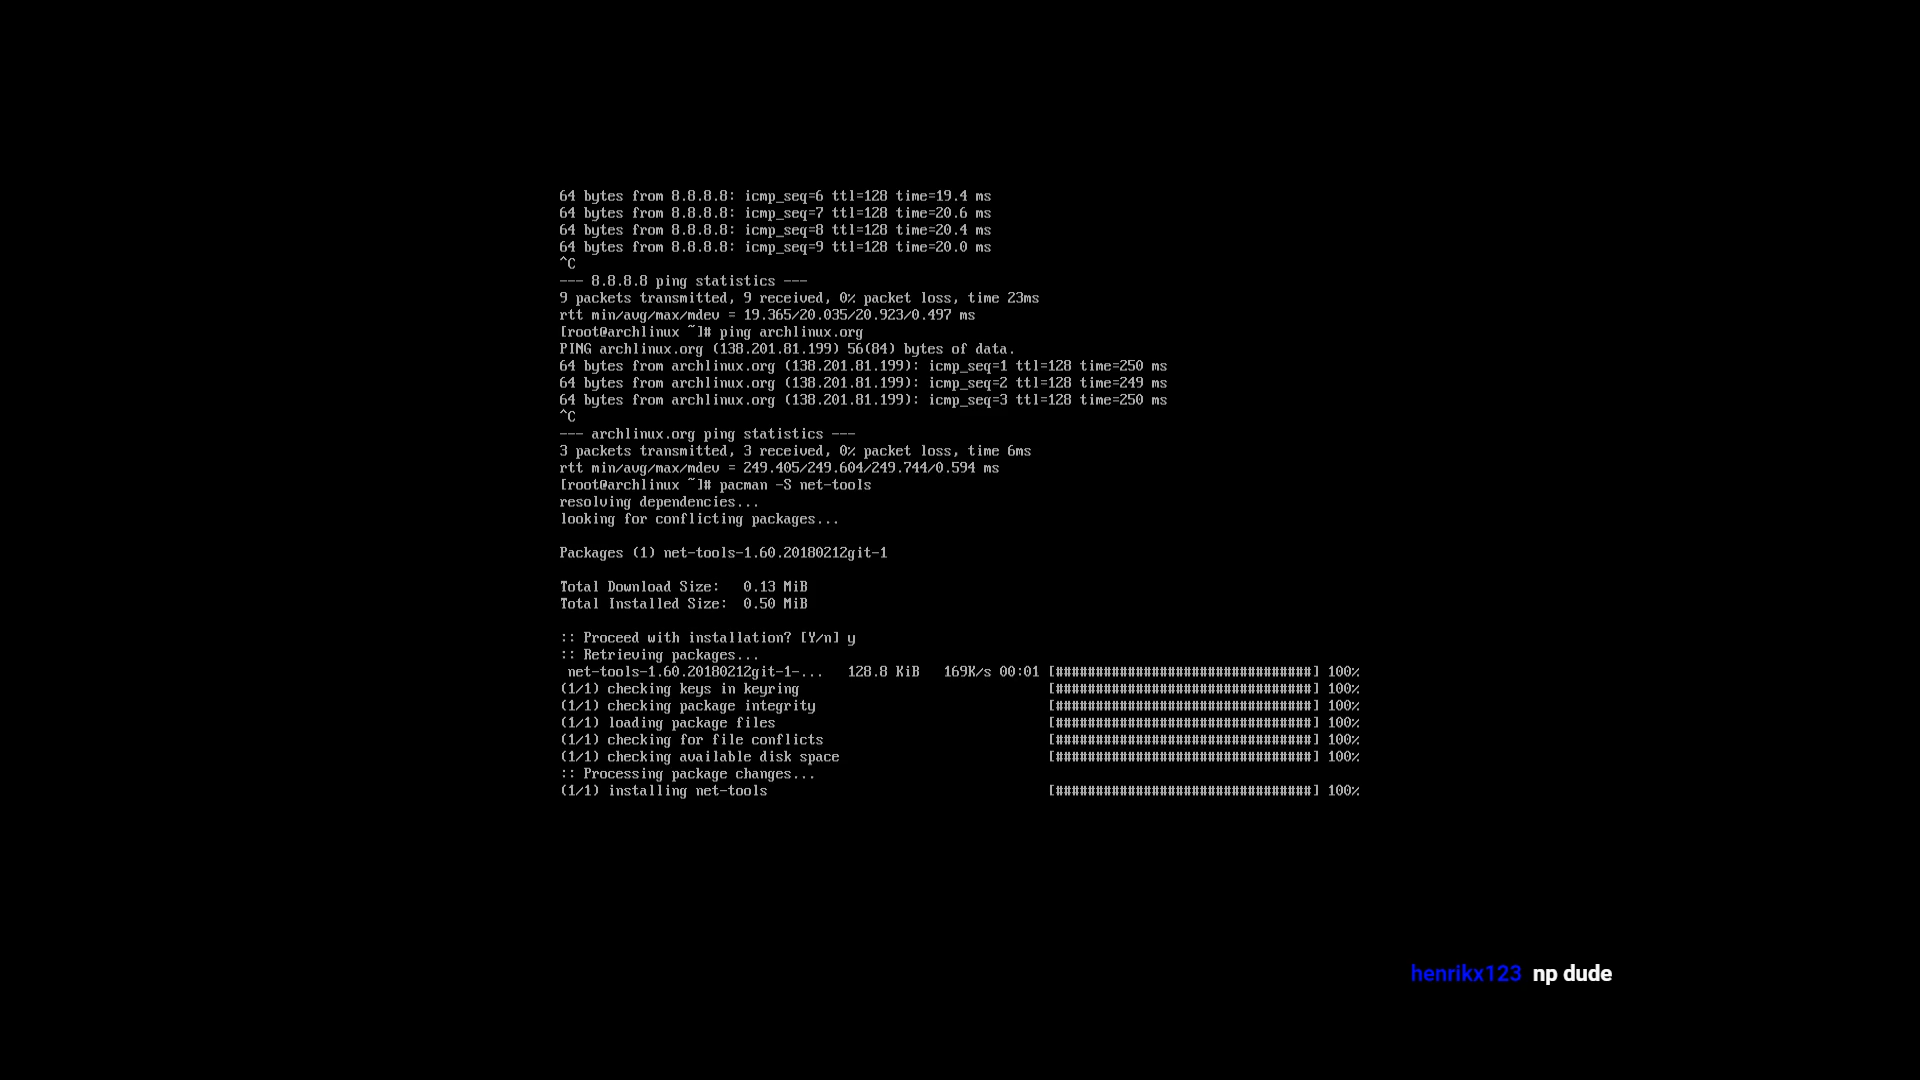 64 bytes from 8.8.8.8: icmp_seq=6 ttl=128 time=19.4 ms
64 bytes from 8.8.8.8: icmp_seq=7 ttl=128 time=20.6 ms
64 bytes from 8.8.8.8: icmp_seq=8 ttl=128 time=20.4 ms
64 bytes from 8.8.8.8: icmp_seq=9 ttl=128 time=20.0 ms
^C
--- 8.8.8.8 ping statistics ---
9 packets transmitted, 9 received, 0% packet loss, time 23ms
rtt min/avg/max/mdev = 19.365/20.035/20.923/0.497 ms
[root@archlinux ~]# ping archlinux.org
PING archlinux.org (138.201.81.199) 56(84) bytes of data.
64 bytes from archlinux.org (138.201.81.199): icmp_seq=1 ttl=128 time=250 ms
64 bytes from archlinux.org (138.201.81.199): icmp_seq=2 ttl=128 time=249 ms
64 bytes from archlinux.org (138.201.81.199): icmp_seq=3 ttl=128 time=250 ms
^C
--- archlinux.org ping statistics ---
3 packets transmitted, 3 received, 0% packet loss, time 6ms
rtt min/avg/max/mdev = 249.405/249.604/249.744/0.594 ms
[root@archlinux ~]# pacman -S net-tools
resolving dependencies...
looking for conflicting packages...
Packages (1) net-tools-1.60.20180212git-1
Total Download Size:   0.13 MiB
Total Installed Size:  0.50 MiB
:: Proceed with installation? [Y/n] y
:: Retrieving packages...
net-tools-1.60.20180212git-1-...   128.8 KiB   169K/s 00:01 [################################] 100%
(1/1) checking keys in keyring [################################] 100%
(1/1) checking package integrity [################################] 100%
(1/1) loading package files [################################] 100%
(1/1) checking for file conflicts [################################] 100%
(1/1) checking available disk space [################################] 100%
:: Processing package changes...
(1/1) installing net-tools [################################] 100%
henrikx123 np dude